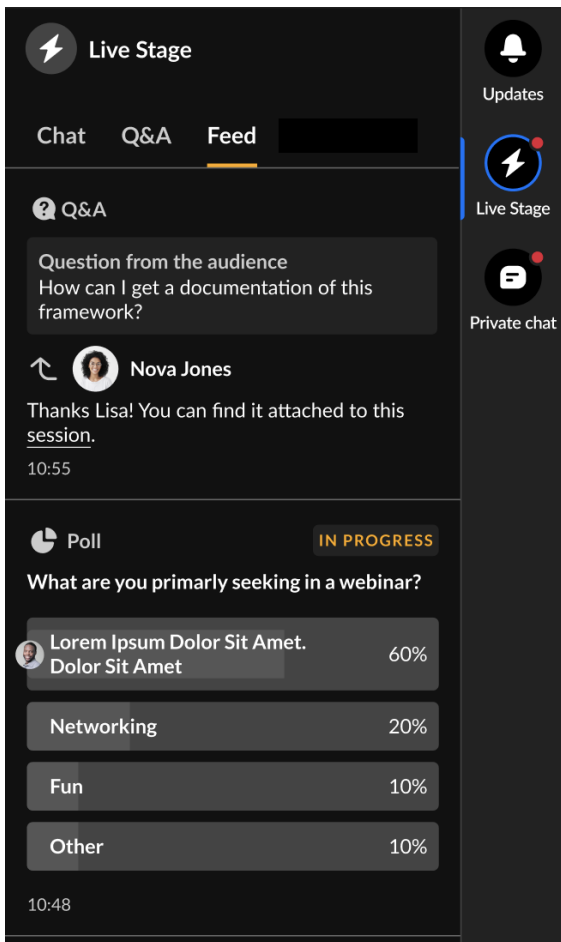 Live Stage
Chat Q&A Feed
Q&A
Question from the audience
How can I get a documentation of this
framework?
Nova Jones
Thanks Lisa! You can find it attached to this
session.
10:55
Poll IN PROGRESS
What are you primarly seeking in a webinar?
Lorem Ipsum Dolor Sit Amet.
Dolor Sit Amet
60%
Networking 20%
Fun 10%
Other 10%
10:48
Updates
Live Stage
Private chat